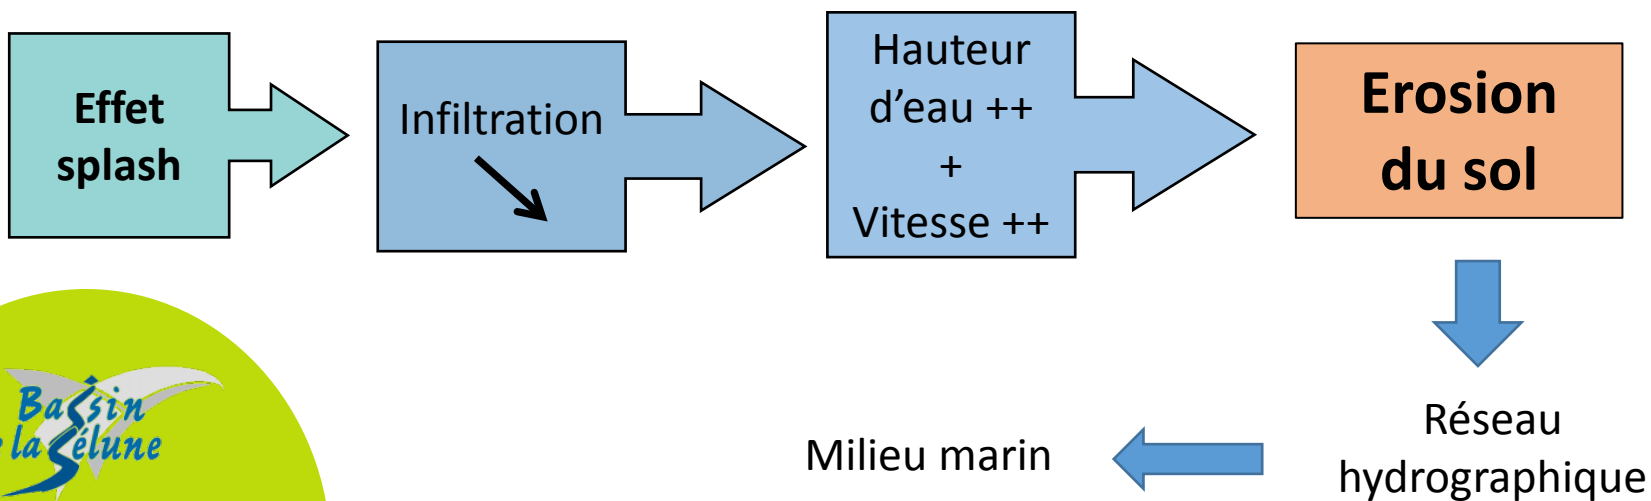 Effet
splash
Infiltration
Hauteur
d’eau ++
+
Vitesse ++
Erosion
du sol
Réseau
hydrographique
Milieu marin
Bassin
la Sélune